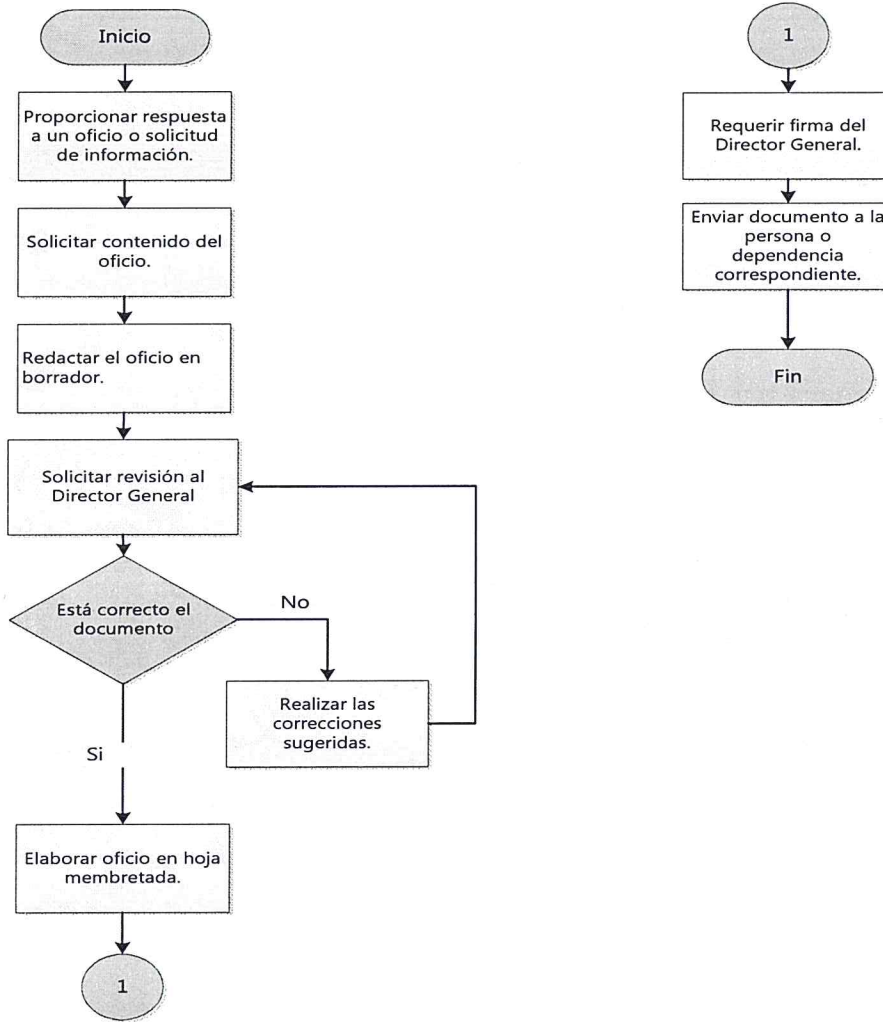 Inicio
Proporcionar respuesta
a un oficio o solicitud
de información.
Solicitar contenido del
oficio.
Redactar el oficio en
borrador.
Solicitar revisión al
Director General
Está correcto el
documento
No
Realizar las
correcciones
sugeridas.
Si
Elaborar oficio en hoja
membretada.
1
1
Requerir firma del
Director General.
Enviar documento a la
persona o
dependencia
correspondiente.
Fin